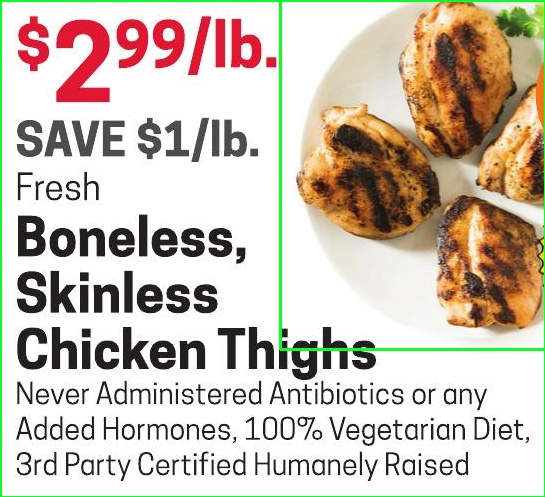 $2.99/lb.
SAVE $1/lb.
Fresh
Boneless,
Skinless
Chicken Thighs
Never Administered Antibiotics or any
Added Hormones, 100% Vegetarian Diet,
3rd Party Certified Humanely Raised